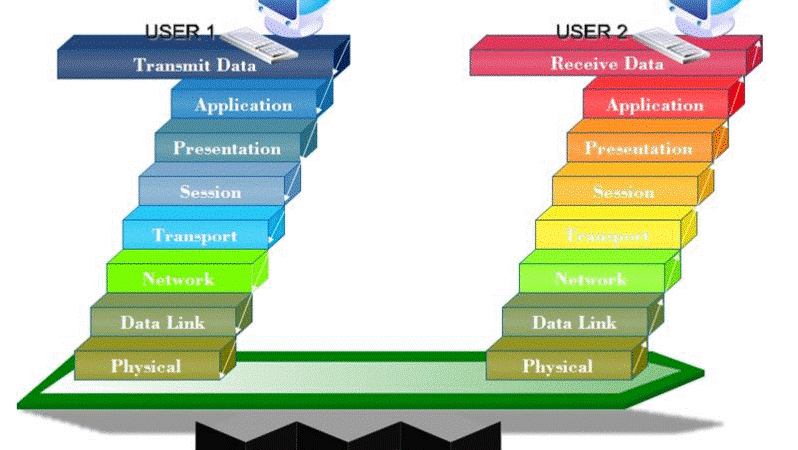 USER 1
Transmit Data
Application
Presentation
Session
Transport
Network
Data Link
Physical
USER 2
Receive Data
Application
Presentation
Session
Transport
Network
Data Link
Physical